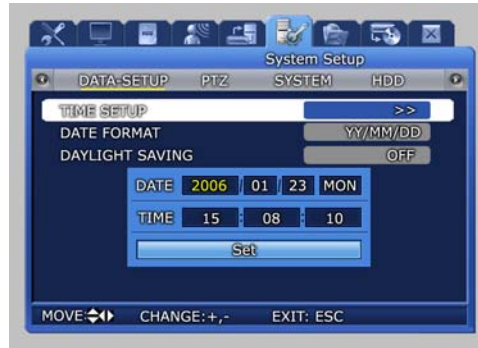 System Setup
DATA-SETUP PTZ SYSTEM HDD
TIME SETUP >>
DATE FORMAT YY/MM/DD
DAYLIGHT SAVING OFF
DATE 2006 / 01 / 23 MON
TIME 15 : 08 : 10
Set
MOVE: CHANGE:+,- EXIT: ESC